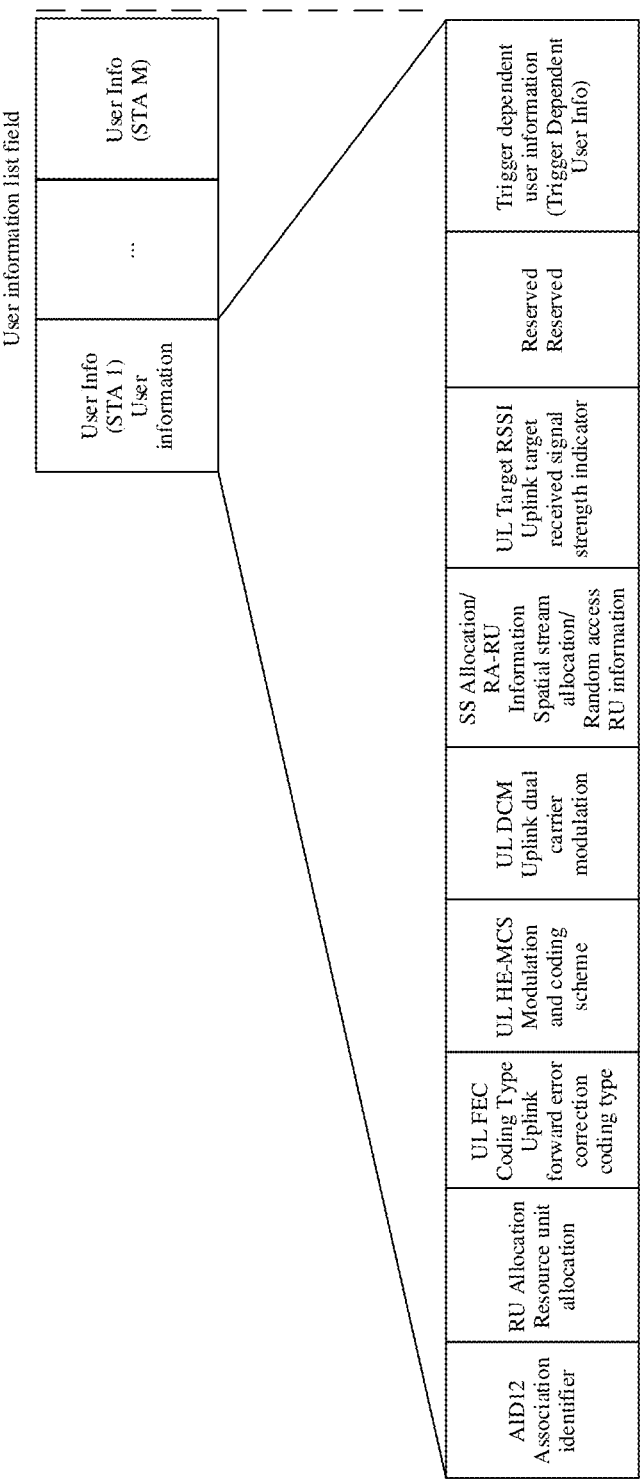 User information list field
User Info
(STA 1)
User
information
...
User Info
(STA M)
AID12
Association
identifier
RU Allocation
Resource unit
allocation
UL FEC
Coding Type
Uplink
forward error
correction
coding type
UL HE-MCS
Modulation
and coding
scheme
UL DCM
Uplink dual
carrier
modulation
SS Allocation/
RA-RU
Information
Spatial stream
allocation/
Random access
RU information
UL Target RSSI
Uplink target
received signal
strength indicator
Reserved
Reserved
Trigger dependent
user information
(Trigger Dependent
User Info)